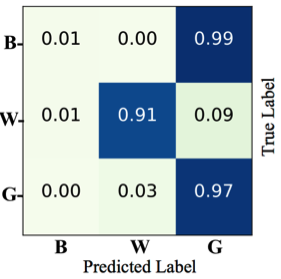 B- 0.01 0.00 0.99
W- 0.01 0.91 0.09
G- 0.00 0.03 0.97
True Label
B W G
Predicted Label